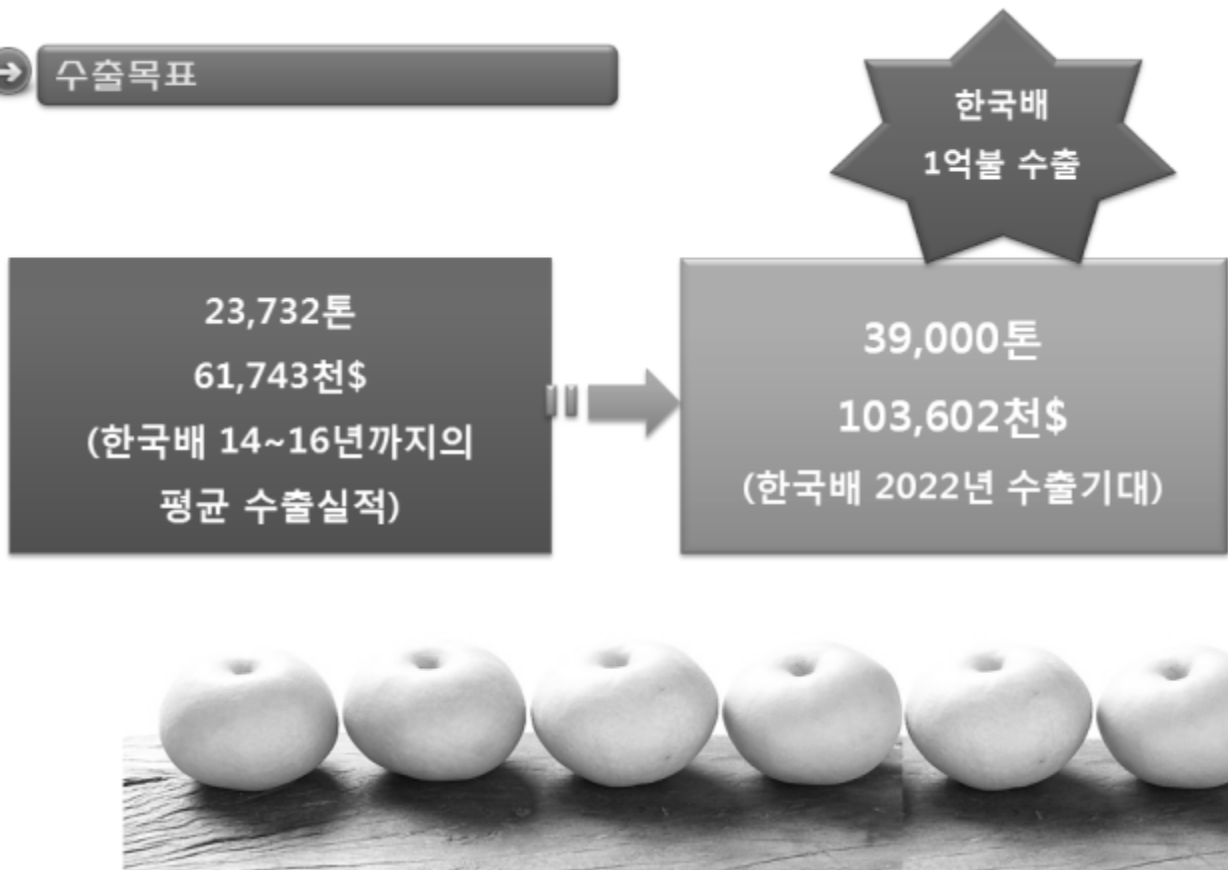 수출목표
한국배
1억불 수출
23,732톤
61,743천$
(한국배 14~16년까지의
평균 수출실적)
39,000톤
103,602천$
(한국배 2022년 수출기대)